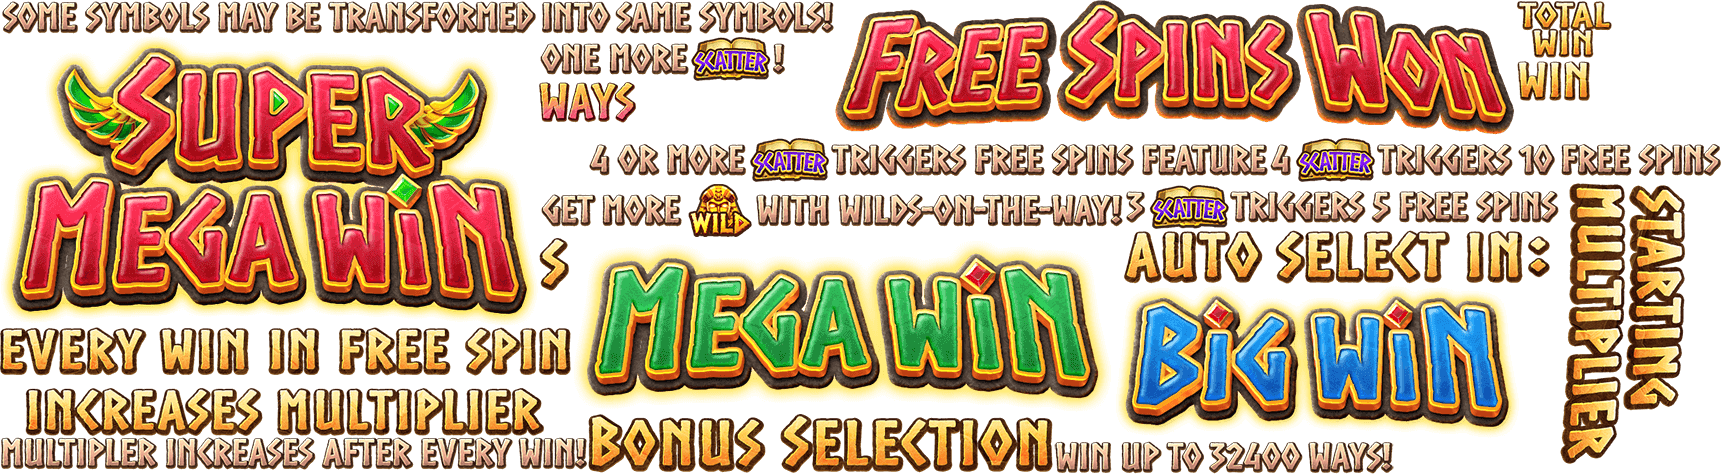 SOME SYMBOLS MAY BE TRANSFORMED INTO SAME SYMBOLS!
ONE MORE SCATTER!
WAYS
FREE SPINS WON
TOTAL
WIN
WIN
SUPER
MEGA WIN
4 OR MORE SCATTER TRIGGERS FREE SPINS FEATURE
4 SCATTER TRIGGERS 10 FREE SPINS
GET MORE WILD WITH WILDS-ON-THE-WAY!
3 SCATTER TRIGGERS 5 FREE SPINS
S
AUTO SELECT IN:
MEGA WIN
BIG WIN
STARTING
MULTIPLIER
EVERY WIN IN FREE SPIN
INCREASES MULTIPLIER
MULTIPLER INCREASES AFTER EVERY WIN!
BONUS SELECTION
WIN UP TO 32400 WAYS!